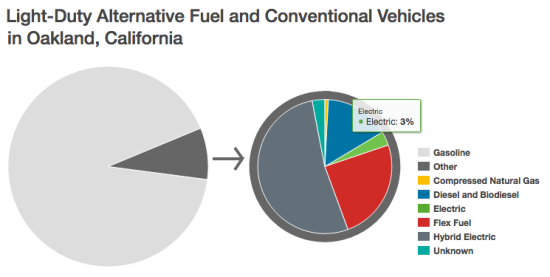 Light-Duty Alternative Fuel and Conventional Vehicles
in Oakland, California
Electric
Electric: 3%
Gasoline
Other
Compressed Natural Gas
Diesel and Biodiesel
Electric
Flex Fuel
Hybrid Electric
Unknown